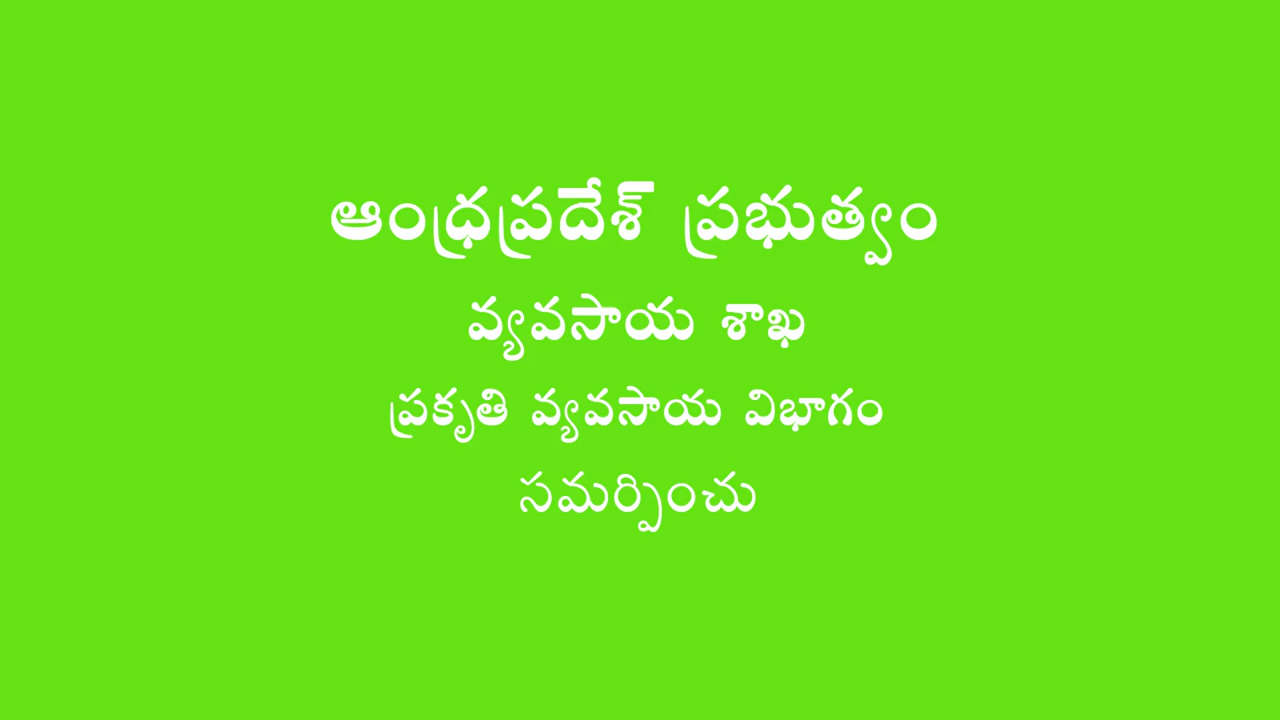 ఆంధ్రప్రదేశ్ ప్రభుత్వం
వ్యవసాయ శాఖ
ప్రకృతి వ్యవసాయ విభాగం
సమర్పించు